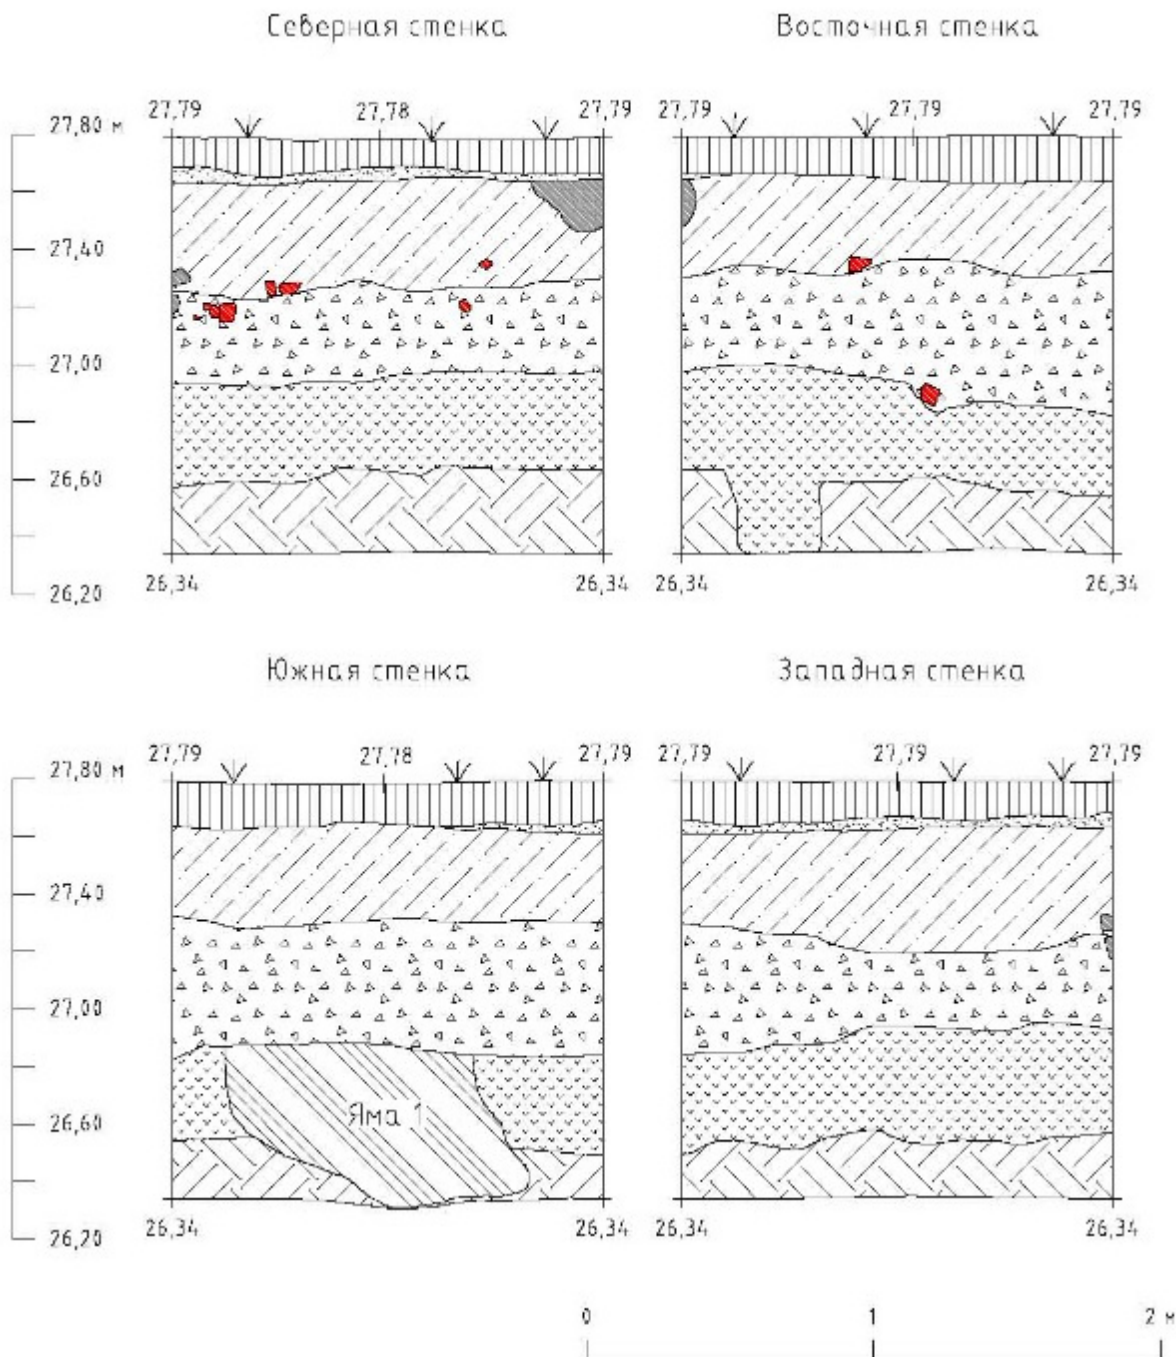 Северная стенка
Восточная стенка
27,79 27,78 27,79
27,79 27,79 27,79
27,80 м
27,40
27,00
26,60
26,20
26,34 26,34
26,34 26,34
Южная стенка
Западная стенка
27,79 27,78 27,79
27,79 27,79 27,79
27,80 м
27,40
27,00
Яма 1
26,60
26,20
26,34 26,34
26,34 26,34
0 1 2 м